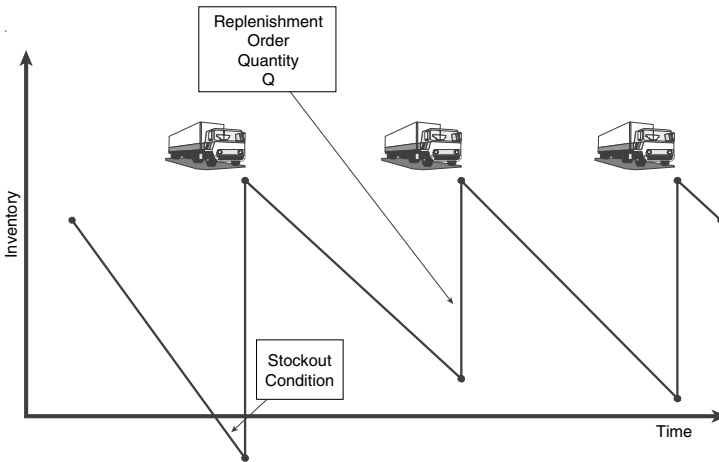 Replenishment
Order
Quantity
Q
Inventory
Stockout
Condition
Time